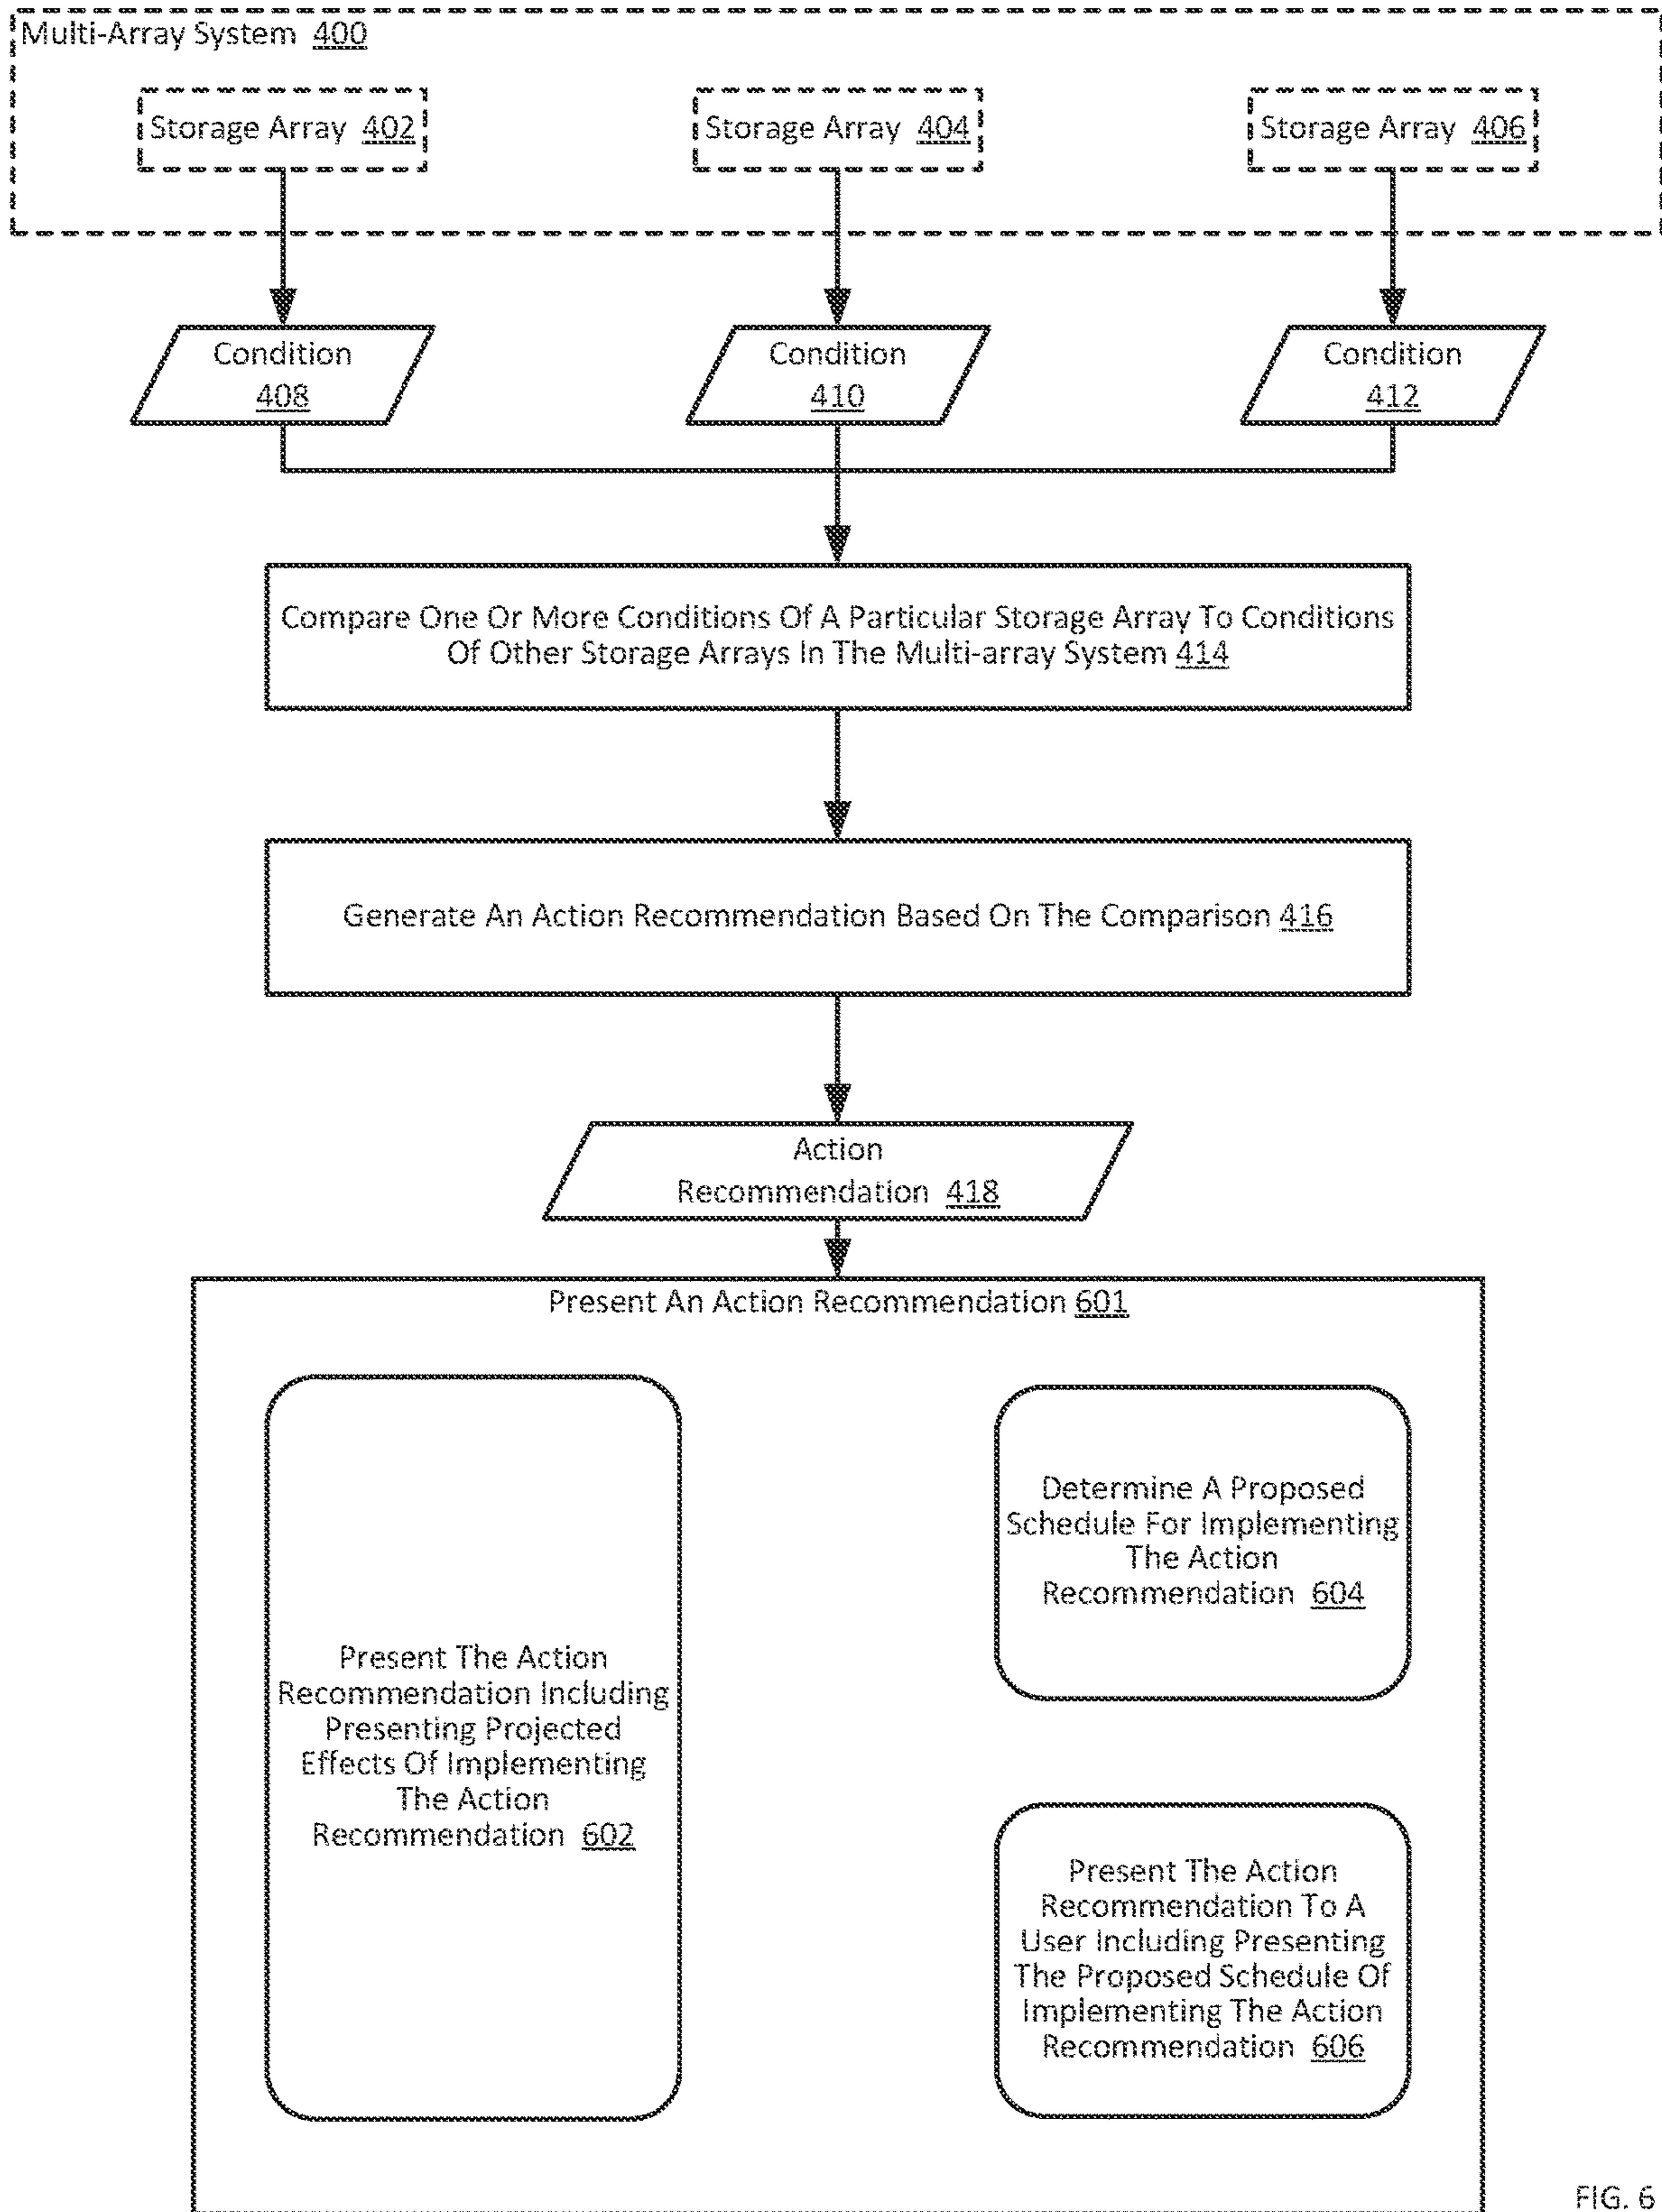 Multi-Array System 400
Storage Array 402
Storage Array 404
Storage Array 406
Condition
408
Condition
410
Condition
412
Compare One Or More Conditions Of A Particular Storage Array To Conditions
Of Other Storage Arrays In The Multi-array System 414
Generate An Action Recommendation Based On The Comparison 416
Action
Recommendation 418
Present An Action Recommendation 601
Present The Action
Recommendation Including
Presenting Projected
Effects Of Implementing
The Action
Recommendation 602
Determine A Proposed
Schedule For Implementing
The Action
Recommendation 604
Present The Action
Recommendation To A
User Including Presenting
The Proposed Schedule Of
Implementing The Action
Recommendation 606
FIG. 6